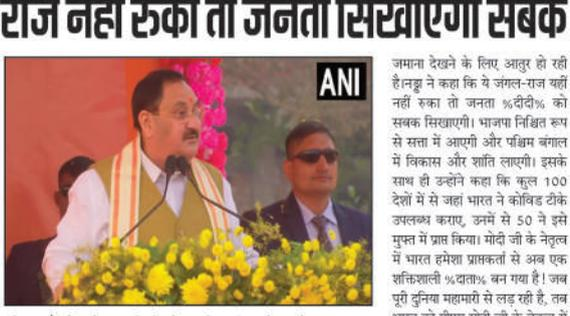 राज नहीं रुका तो जनता सिखाएगी सबक
ANI
जमाना देखने के लिए आतुर हो रही
है।नड्डा ने कहा कि ये जंगल-राज यहीं
नहीं रुका तो जनता %दीदी% को
सबक सिखाएगी। भाजपा निश्चित रूप
से सत्ता में आएगी और पश्चिम बंगाल
में विकास और शांति लाएगी। इसके
साथ ही उन्होंने कहा कि कुल 100
देशों में से जहां भारत ने कोविड टीके
उपलब्ध कराए, उनमें से 50 ने इसे
मुफ्त में प्राप्त किया। मोदी जी के नेतृत्व
में भारत हमेशा प्राप्तकर्ता से अब एक
शक्तिशाली %दाता% बन गया है! जब
पूरी दुनिया महामारी से लड़ रही है, तब